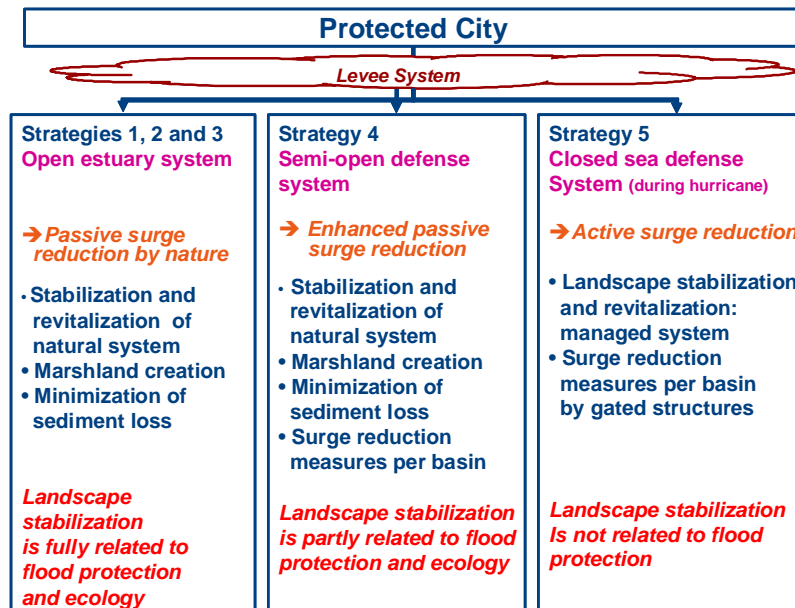 Protected City
Levee System
Strategies 1, 2 and 3
Open estuary system
➔ Passive surge
reduction by nature
• Stabilization and
revitalization of
natural system
• Marshland creation
• Minimization of
sediment loss
Landscape
stabilization
is fully related to
flood protection
and ecology
Strategy 4
Semi-open defense
system
➔ Enhanced passive
surge reduction
• Stabilization and
revitalization of
natural system
• Marshland creation
• Minimization of
sediment loss
• Surge reduction
measures per basin
Landscape stabilization
is partly related to flood
protection and ecology
Strategy 5
Closed sea defense
System (during hurricane)
➔ Active surge reduction
• Landscape stabilization
and revitalization:
managed system
• Surge reduction
measures per basin
by gated structures
Landscape stabilization
Is not related to flood
protection